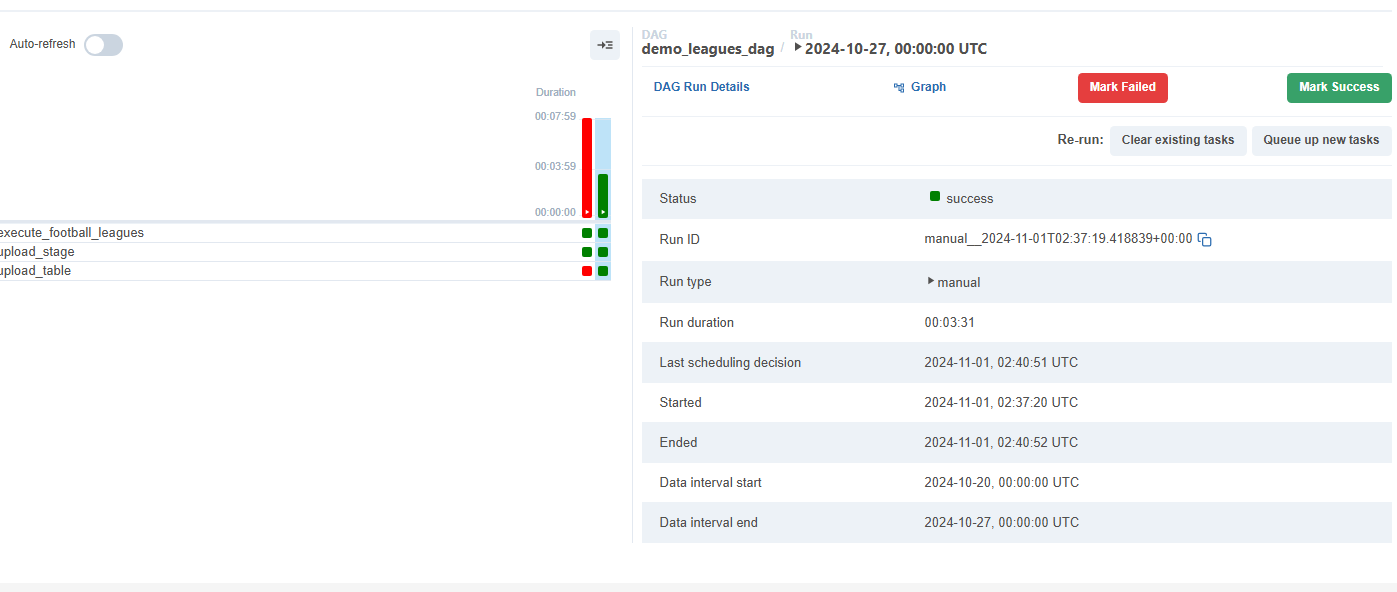 Auto-refresh
Duration
00:07:59
00:03:59
00:00:00
execute_football_leagues
upload_stage
upload_table
DAG
demo_leagues_dag
/
Run
2024-10-27, 00:00:00 UTC
DAG Run Details
Graph
Mark Failed
Mark Success
Re-run:
Clear existing tasks
Queue up new tasks
Status
success
Run ID
manual__2024-11-01T02:37:19.418839+00:00
Run type
manual
Run duration
00:03:31
Last scheduling decision
2024-11-01, 02:40:51 UTC
Started
2024-11-01, 02:37:20 UTC
Ended
2024-11-01, 02:40:52 UTC
Data interval start
2024-10-20, 00:00:00 UTC
Data interval end
2024-10-27, 00:00:00 UTC